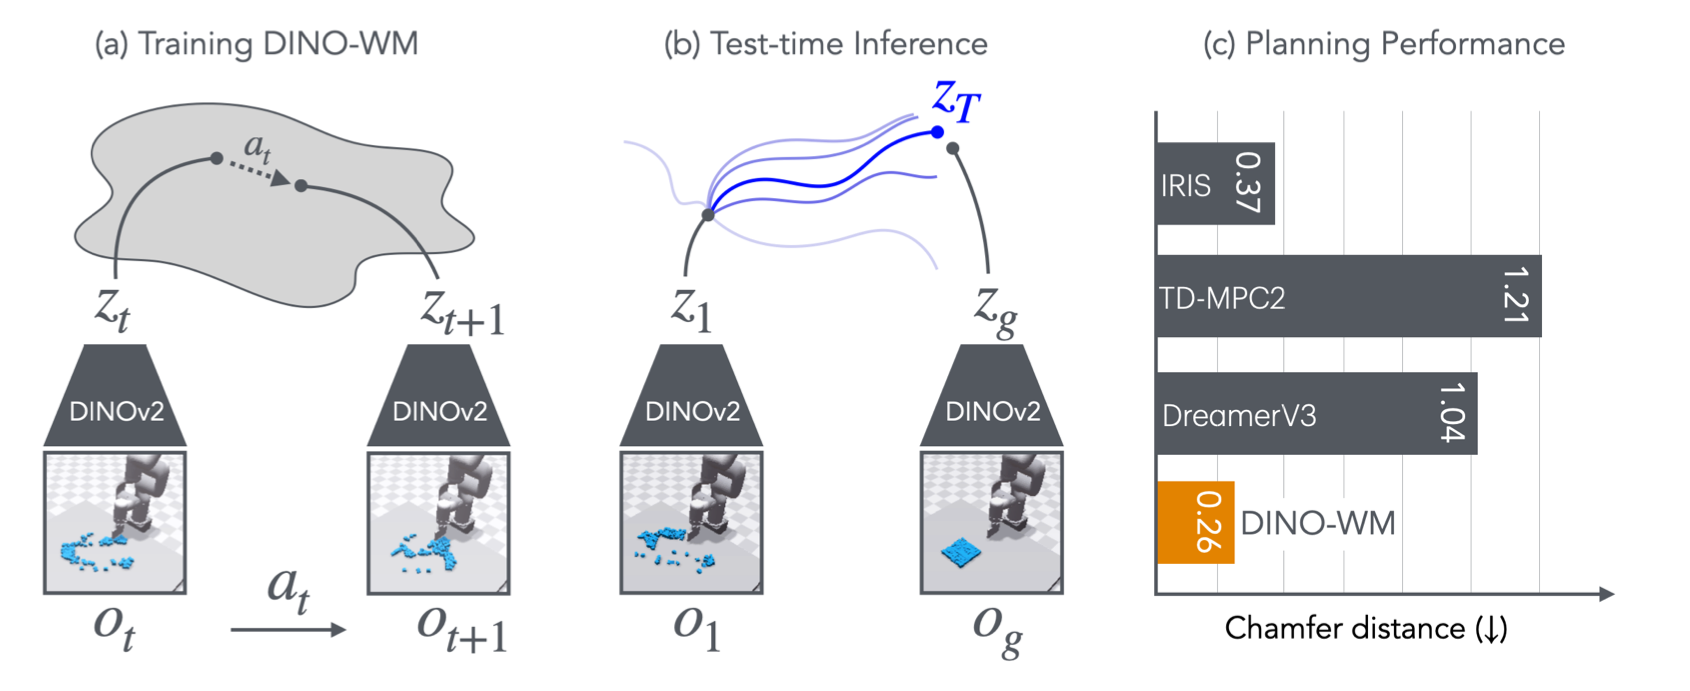 (a) Training DINO-WM
a_t
z_t
z_{t+1}
DINOv2
DINOv2
o_t
a_t
o_{t+1}
(b) Test-time Inference
z_T
z_1
z_g
DINOv2
DINOv2
o_1
o_g
(c) Planning Performance
IRIS 0.37
TD-MPC2 1.21
DreamerV3 1.04
0.26 DINO-WM
Chamfer distance (↓)